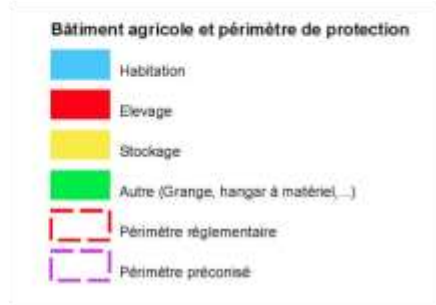 Bâtiment agricole et périmètre de protection
Habitation
Elevage
Stockage
Autre (Grange, hangar à matériel,...)
Périmètre réglementaire
Périmètre préconisé